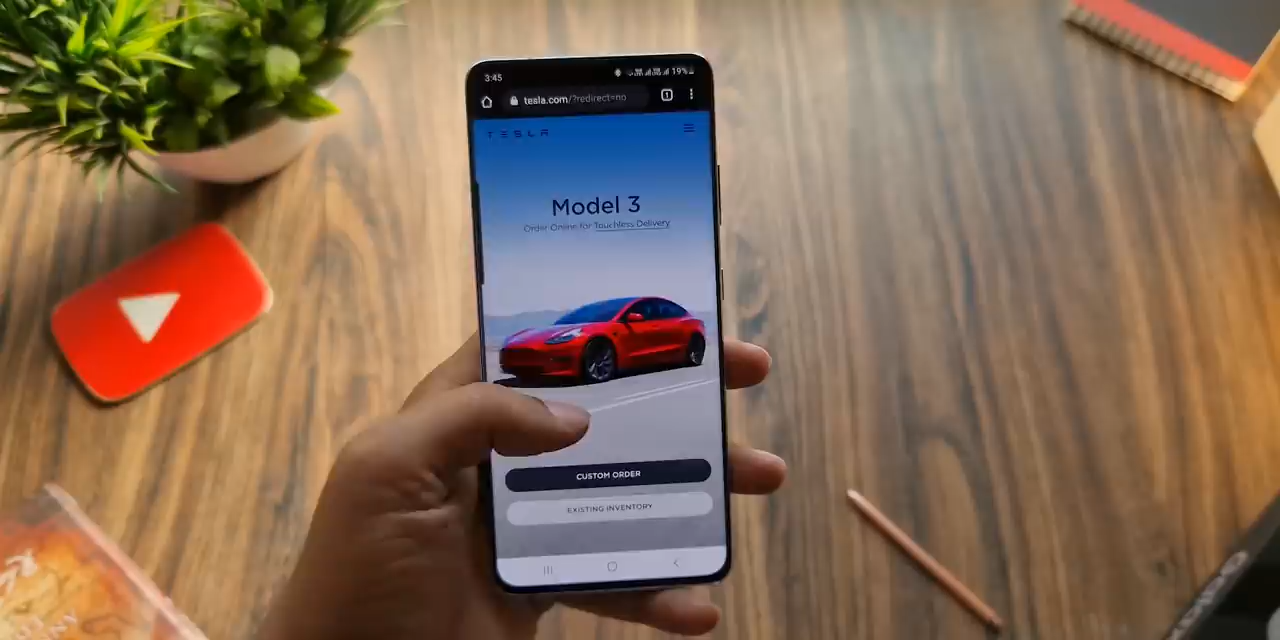 3:45 19%
tesla.com/?redirect=no 1
TESLA
Model 3
Order Online for Touchless Delivery
CUSTOM ORDER
EXISTING INVENTORY